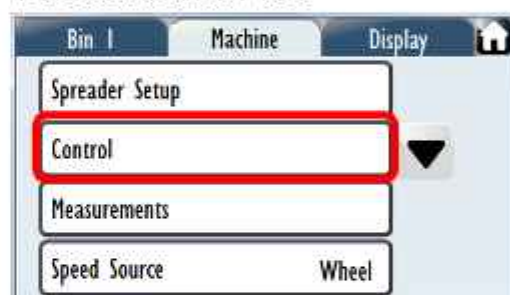 Bin 1 Machine Display
Spreader Setup
Control
Measurements
Speed Source Wheel